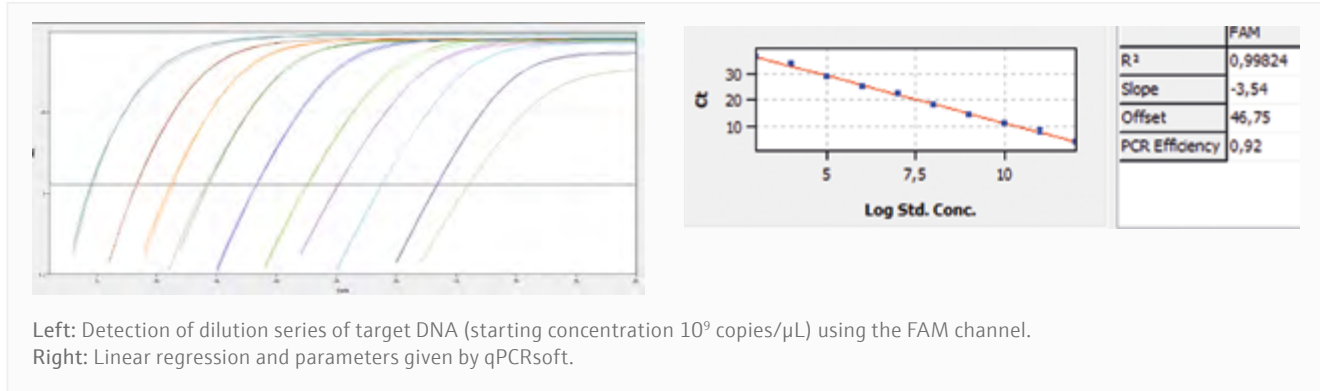 FAM
R² 0,99824
Slope -3,54
Offset 46,75
PCR Efficiency 0,92
Ct
30
20
10
5 7,5 10
Log Std. Conc.
Left: Detection of dilution series of target DNA (starting concentration 10⁹ copies/µL) using the FAM channel.
Right: Linear regression and parameters given by qPCRsoft.